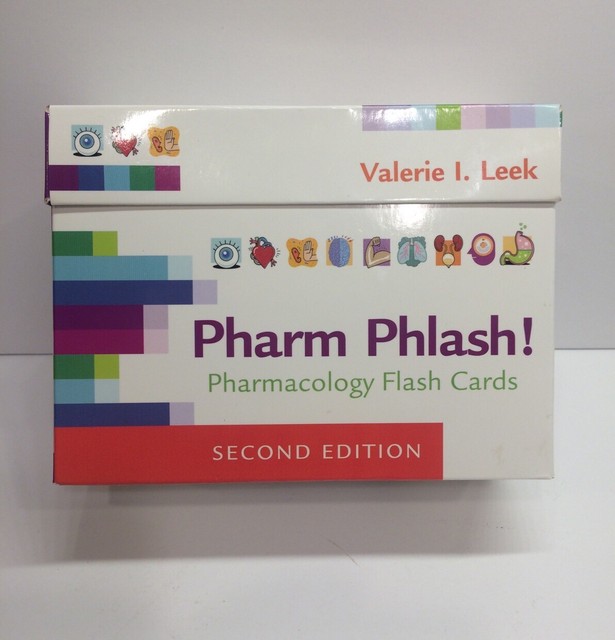 Valerie I. Leek
Pharm Phlash!
Pharmacology Flash Cards
SECOND EDITION